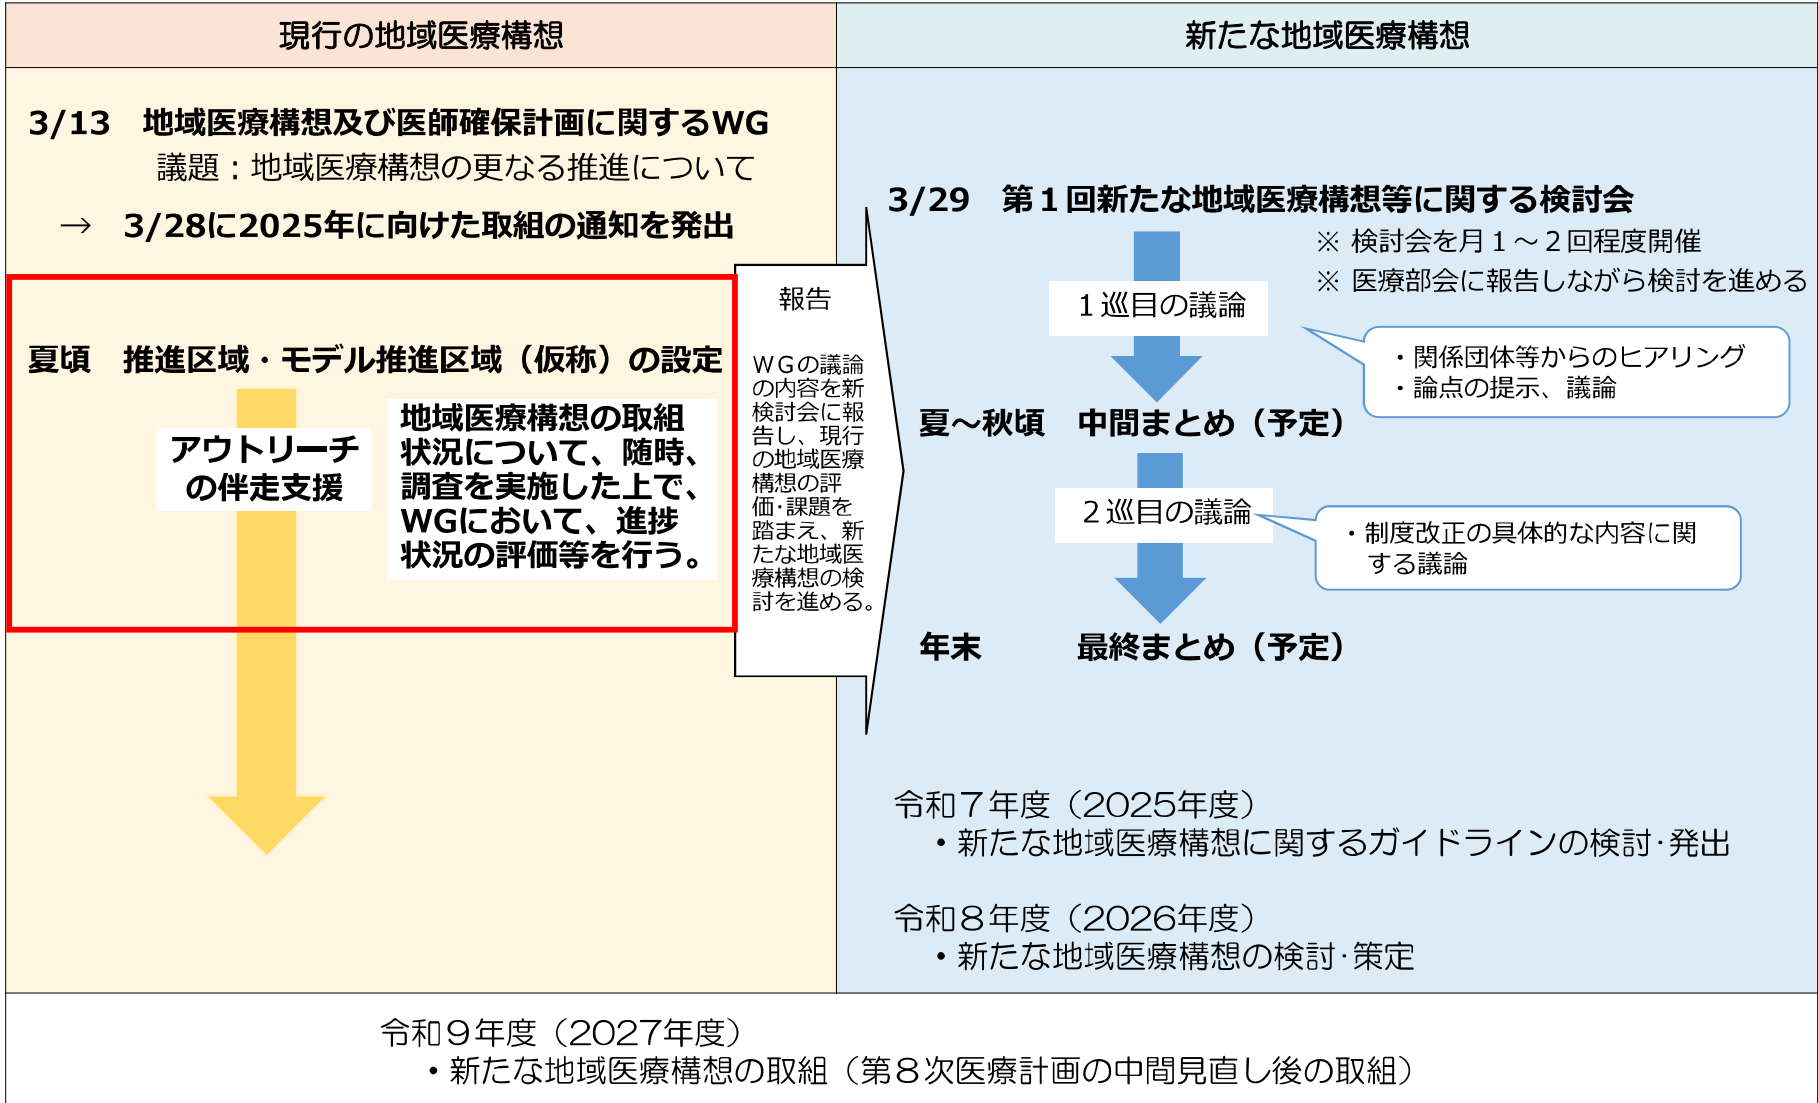 現行の地域医療構想
3/13　地域医療構想及び医師確保計画に関するWG
議題：地域医療構想の更なる推進について
→　3/28に2025年に向けた取組の通知を発出
夏頃　推進区域・モデル推進区域（仮称）の設定
アウトリーチ
の伴走支援
地域医療構想の取組
状況について、随時、
調査を実施した上で、
WGにおいて、進捗
状況の評価等を行う。
報告
ＷＧの議論
の内容を新
検討会に報
告し、現行
の地域医療
構想の評
価･課題を
踏まえ、新
たな地域医
療構想の検
討を進める。
新たな地域医療構想
3/29　第１回新たな地域医療構想等に関する検討会
※ 検討会を月１～２回程度開催
※ 医療部会に報告しながら検討を進める
１巡目の議論
・関係団体等からのヒアリング
・論点の提示、議論
夏～秋頃　中間まとめ（予定）
２巡目の議論
・制度改正の具体的な内容に関
する議論
年末　　　最終まとめ（予定）
令和７年度（2025年度）
・新たな地域医療構想に関するガイドラインの検討･発出
令和８年度（2026年度）
・新たな地域医療構想の検討･策定
令和９年度（2027年度）
・新たな地域医療構想の取組（第８次医療計画の中間見直し後の取組）